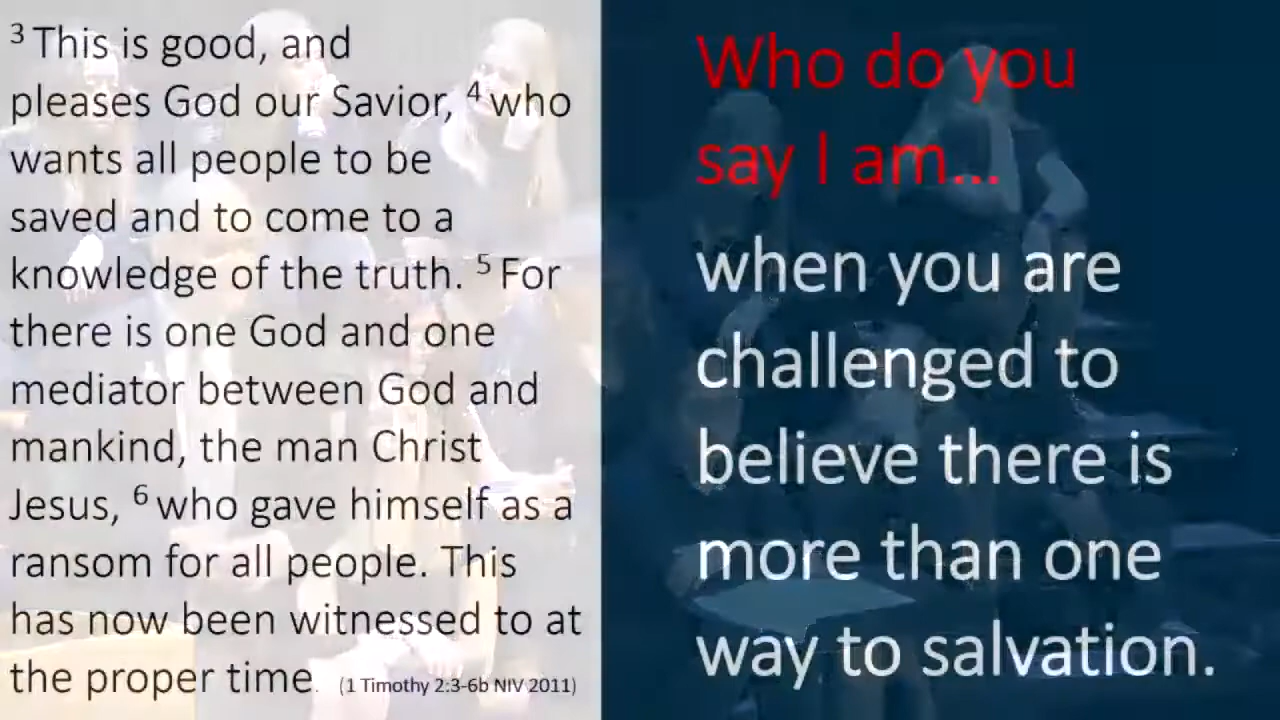 ³ This is good, and
pleases God our Savior, ⁴ who
wants all people to be
saved and to come to a
knowledge of the truth. ⁵ For
there is one God and one
mediator between God and
mankind, the man Christ
Jesus, ⁶ who gave himself as a
ransom for all people. This
has now been witnessed to at
the proper time. (1 Timothy 2:3-6b NIV 2011)
Who do you
say I am...
when you are
challenged to
believe there is
more than one
way to salvation.